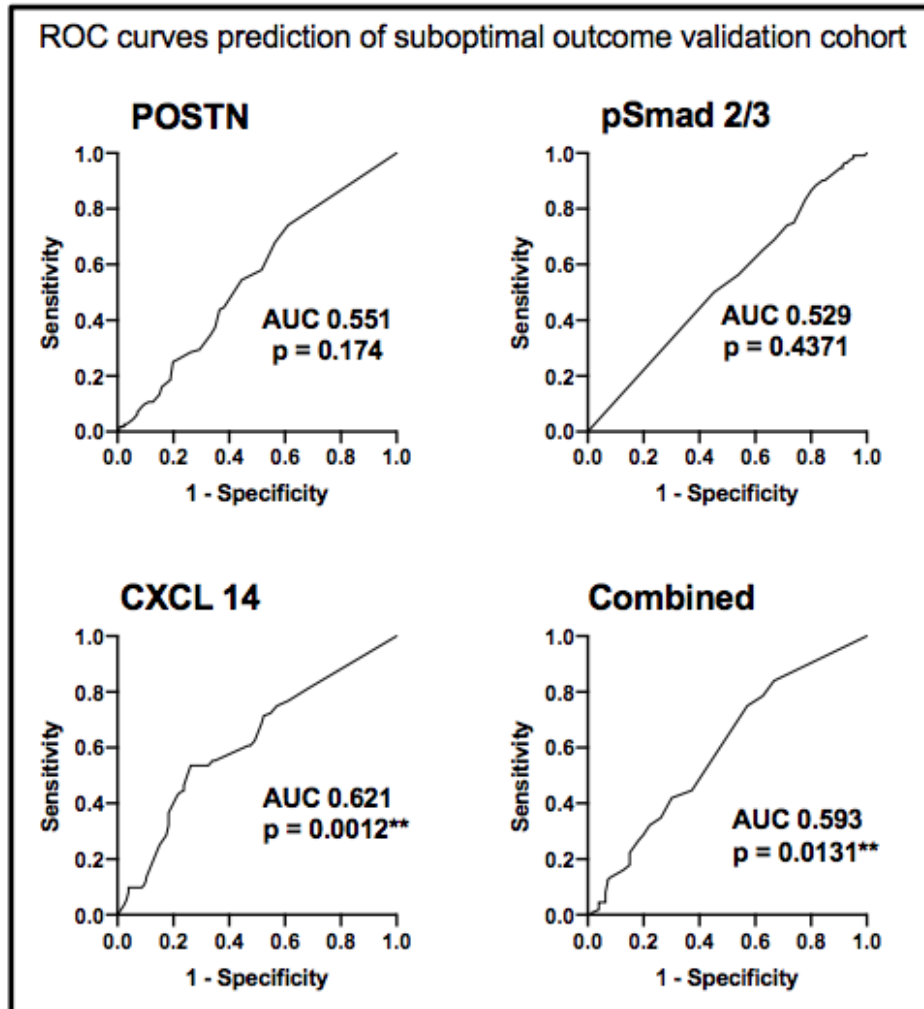 ROC curves prediction of suboptimal outcome validation cohort
POSTN
1.0
0.8
0.6
0.4
0.2
0.0
Sensitivity
AUC 0.551
p = 0.174
0.0 0.2 0.4 0.6 0.8 1.0
1 - Specificity
pSmad 2/3
1.0
0.8
0.6
0.4
0.2
0.0
Sensitivity
AUC 0.529
p = 0.4371
0.0 0.2 0.4 0.6 0.8 1.0
1 - Specificity
CXCL 14
1.0
0.8
0.6
0.4
0.2
0.0
Sensitivity
AUC 0.621
p = 0.0012**
0.0 0.2 0.4 0.6 0.8 1.0
1 - Specificity
Combined
1.0
0.8
0.6
0.4
0.2
0.0
Sensitivity
AUC 0.593
p = 0.0131**
0.0 0.2 0.4 0.6 0.8 1.0
1 - Specificity